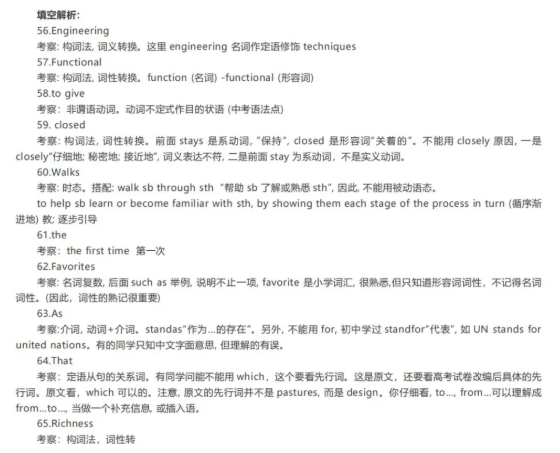 填空解析:
56.Engineering
考察: 构词法, 词义转换。这里 engineering 名词作定语修饰 techniques
57.Functional
考察: 构词法, 词性转换。function (名词) -functional (形容词)
58.to give
考察：非谓语动词。动词不定式作目的状语 (中考语法点)
59. closed
考察: 构词法, 词性转换。前面 stays 是系动词, “保持”, closed 是形容词“关着的”。不能用 closely 原因, 一是
closely“仔细地; 秘密地; 接近地”, 词义表达不符, 二是前面 stay 为系动词，不是实义动词。
60.Walks
考察: 时态。搭配: walk sb through sth “帮助 sb 了解或熟悉 sth”, 因此, 不能用被动语态。
to help sb learn or become familiar with sth, by showing them each stage of the process in turn (循序渐
进地) 教; 逐步引导
61.the
考察：the first time 第一次
62.Favorites
考察: 名词复数, 后面 such as 举例, 说明不止一项, favorite 是小学词汇, 很熟悉,但只知道形容词词性，不记得名词
词性。(因此，词性的熟记很重要)
63.As
考察:介词, 动词+介词。standas“作为...的存在”。另外, 不能用 for, 初中学过 standfor“代表”, 如 UN stands for
united nations。有的同学只知中文字面意思, 但理解的有误。
64.That
考察：定语从句的关系词。有同学问能不能用 which，这个要看先行词。这是原文，还要看高考试卷改编后具体的先
行词。原文看，which 可以的。注意, 原文的先行词并不是 pastures, 而是 design。你仔细看, to..., from...可以理解成
from...to..., 当做一个补充信息, 或插入语。
65.Richness
考察：构词法，词性转